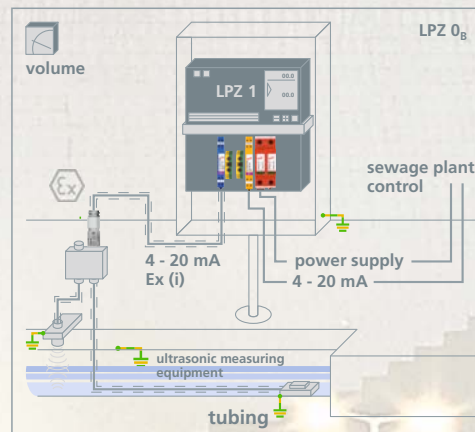 LPZ 0B
volume
00.0
LPZ 1
00.0
Ex
sewage plant
control
4 - 20 mA
Ex (i)
power supply
4 - 20 mA
ultrasonic measuring
equipment
tubing